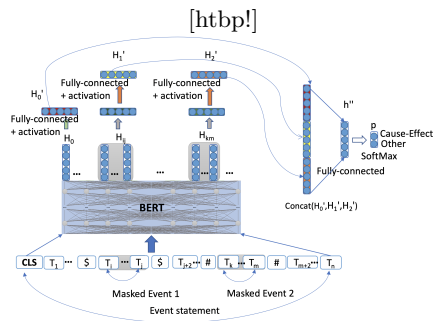 [htbp!]
H₁' H₂'
H₀'
Fully-connected + activation
Fully-connected + activation
Fully-connected + activation
h''
p
Cause-Effect
Other
SoftMax
Fully-connected
H₀ Hᵢⱼ Hₖₘ
... ... ... ...
BERT
Concat(H₀',H₁',H₂')
CLS T₁ ... $ Tᵢ ... Tⱼ $ Tⱼ₊₂ ... # Tₖ ... Tₘ # Tₘ₊₂ ... Tₙ
Masked Event 1 Masked Event 2
Event statement